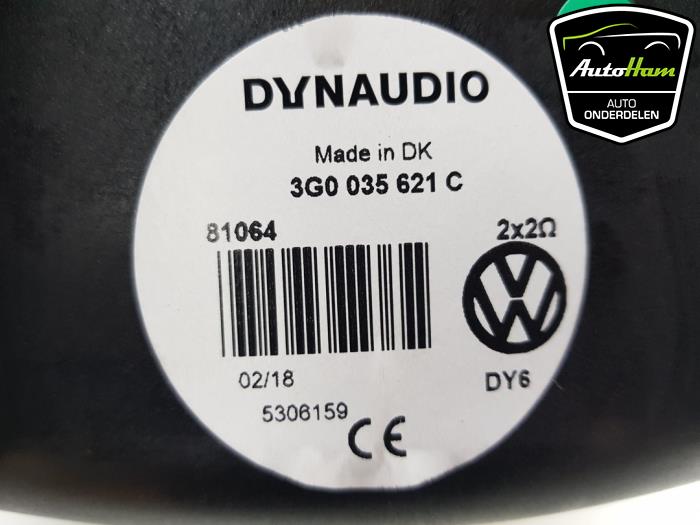 DYNAUDIO
Made in DK
3G0 035 621 C
81064
2x2Ω
02/18
DY6
5306159
CE
AutoHam
AUTO
ONDERDELEN